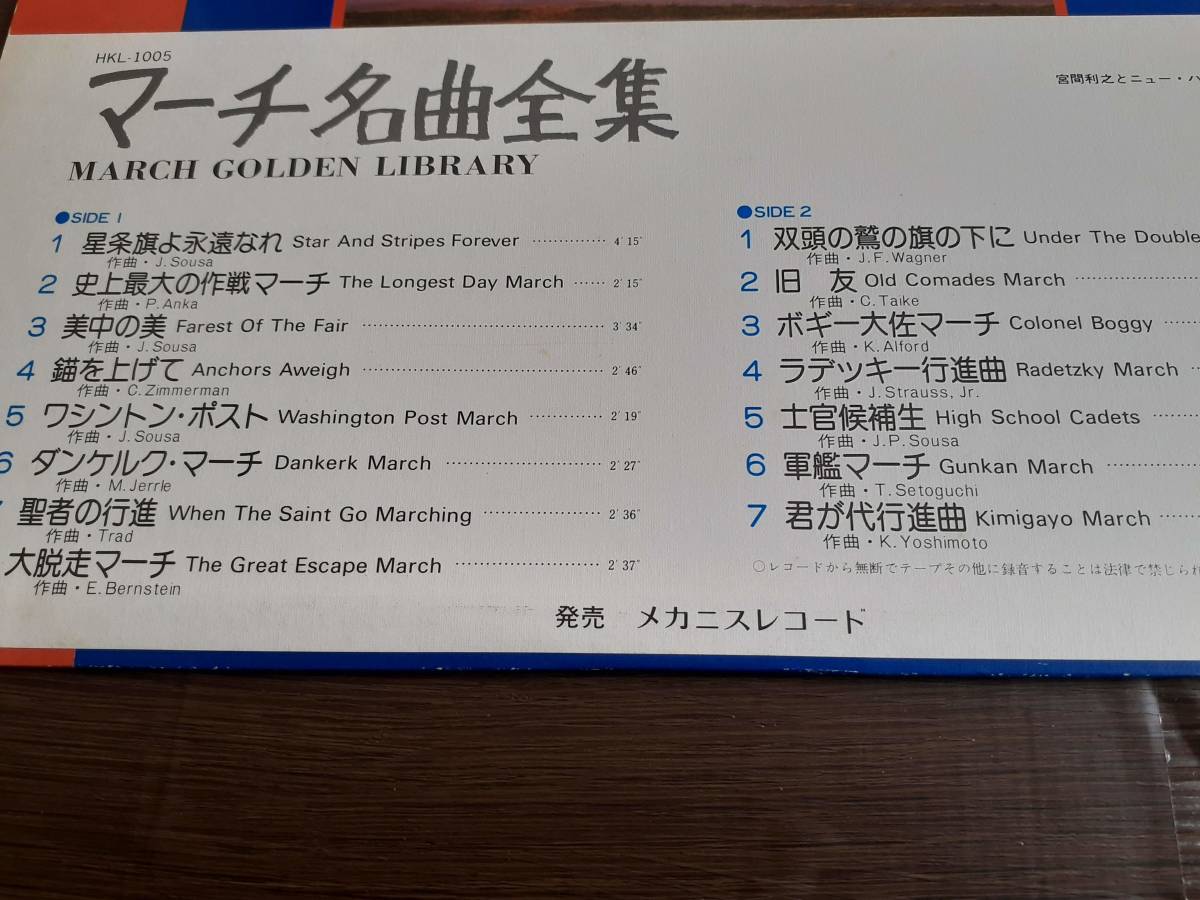 HKL-1005
マーチ名曲全集
MARCH GOLDEN LIBRARY
宮間利之とニュー・ハ
●SIDE 1
1 星条旗よ永遠なれ Star And Stripes Forever ············· 4′15″
作曲・J. Sousa
2 史上最大の作戦マーチ The Longest Day March ······ 2′15″
作曲・P. Anka
3 美中の美 Farest Of The Fair ······································· 3′34″
作曲・J. Sousa
4 錨を上げて Anchors Aweigh ······································· 2′46″
作曲・C. Zimmerman
5 ワシントン・ポスト Washington Post March ············· 2′19″
作曲・J. Sousa
6 ダンケルク・マーチ Dankerk March ·························· 2′27″
作曲・M. Jerrle
聖者の行進 When The Saint Go Marching ···················· 2′36″
作曲・Trad
大脱走マーチ The Great Escape March ························ 2′37″
作曲・E. Bernstein
●SIDE 2
1 双頭の鷲の旗の下に Under The Double
作曲・J.F. Wagner
2 旧 友 Old Comades March ····················
作曲・C. Taike
3 ボギー大佐マーチ Colonel Boggy ······
作曲・K. Alford
4 ラデッキー行進曲 Radetzky March ··
作曲・J. Strauss, Jr.
5 士官候補生 High School Cadets ········
作曲・J.P. Sousa
6 軍艦マーチ Gunkan March ················
作曲・T. Setoguchi
7 君が代行進曲 Kimigayo March ·······
作曲・K. Yoshimoto
○レコードから無断でテープその他に録音することは法律で禁じられ
発売 メカニスレコード